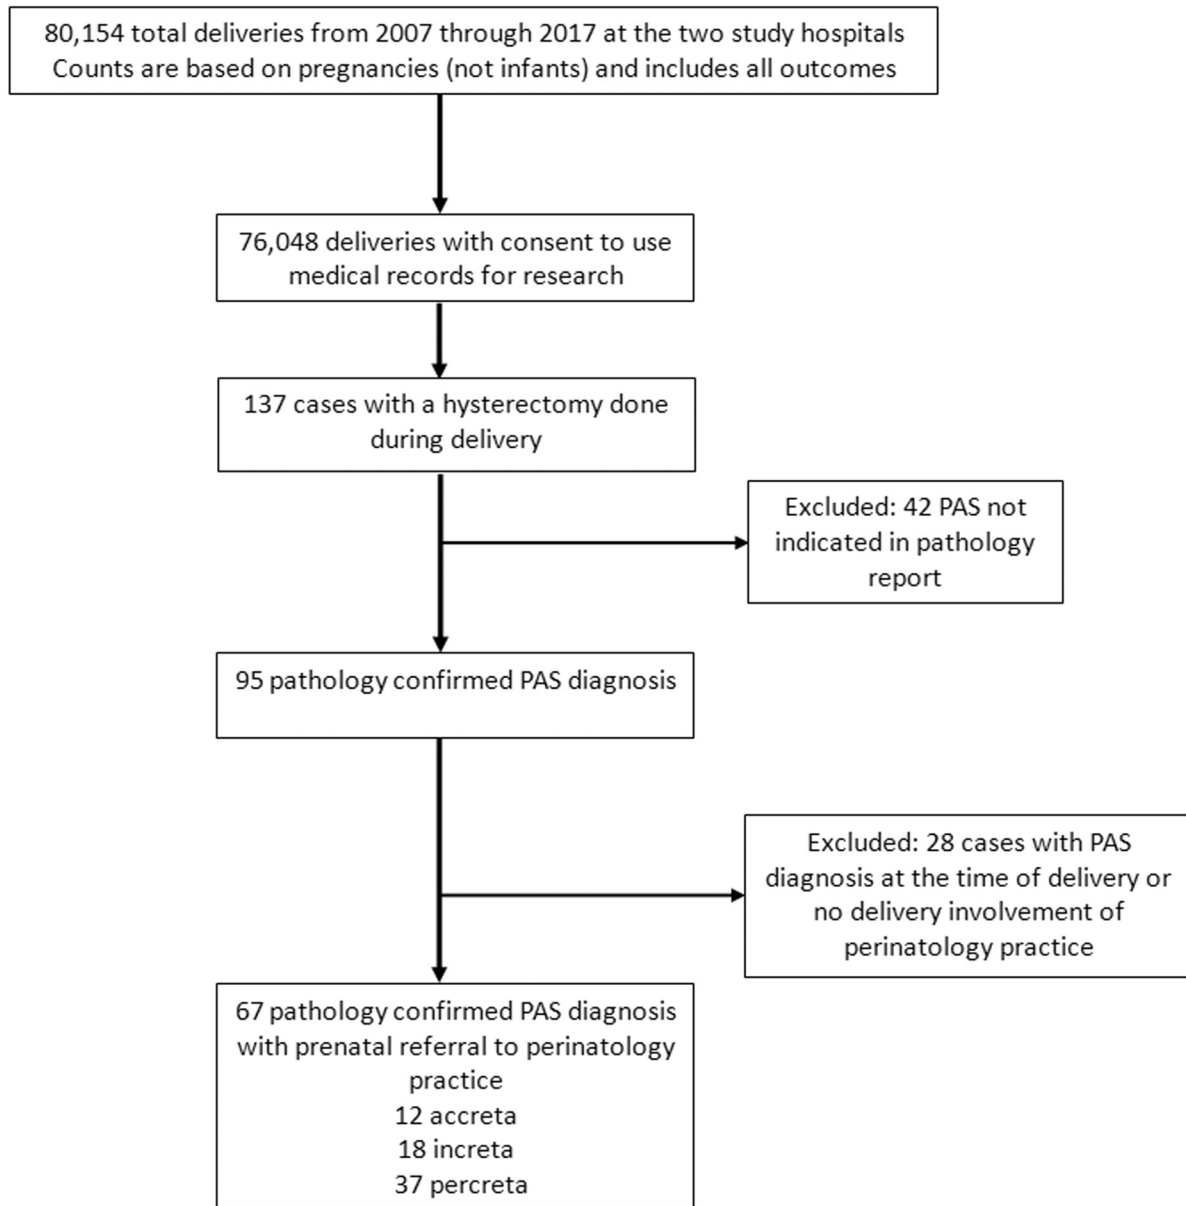 80,154 total deliveries from 2007 through 2017 at the two study hospitals
Counts are based on pregnancies (not infants) and includes all outcomes
76,048 deliveries with consent to use
medical records for research
137 cases with a hysterectomy done
during delivery
Excluded: 42 PAS not
indicated in pathology
report
95 pathology confirmed PAS diagnosis
Excluded: 28 cases with PAS
diagnosis at the time of delivery or
no delivery involvement of
perinatology practice
67 pathology confirmed PAS diagnosis
with prenatal referral to perinatology
practice
12 accreta
18 increta
37 percreta